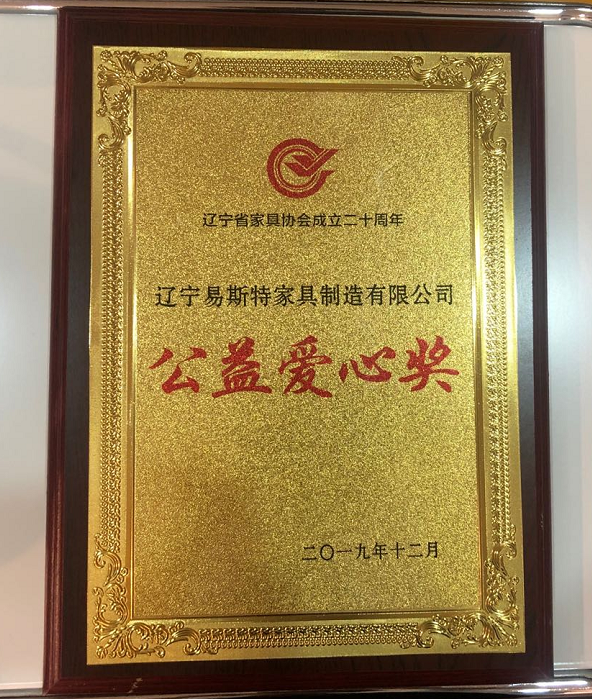 辽宁省家具协会成立二十周年
辽宁易斯特家具制造有限公司
公益爱心奖
二〇一九年十二月